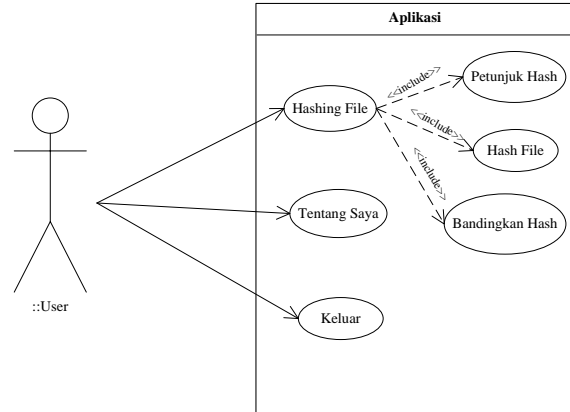 Aplikasi
Petunjuk Hash
<<include>>
Hashing File
<<include>>
Hash File
<<include>>
Tentang Saya
Bandingkan Hash
::User
Keluar